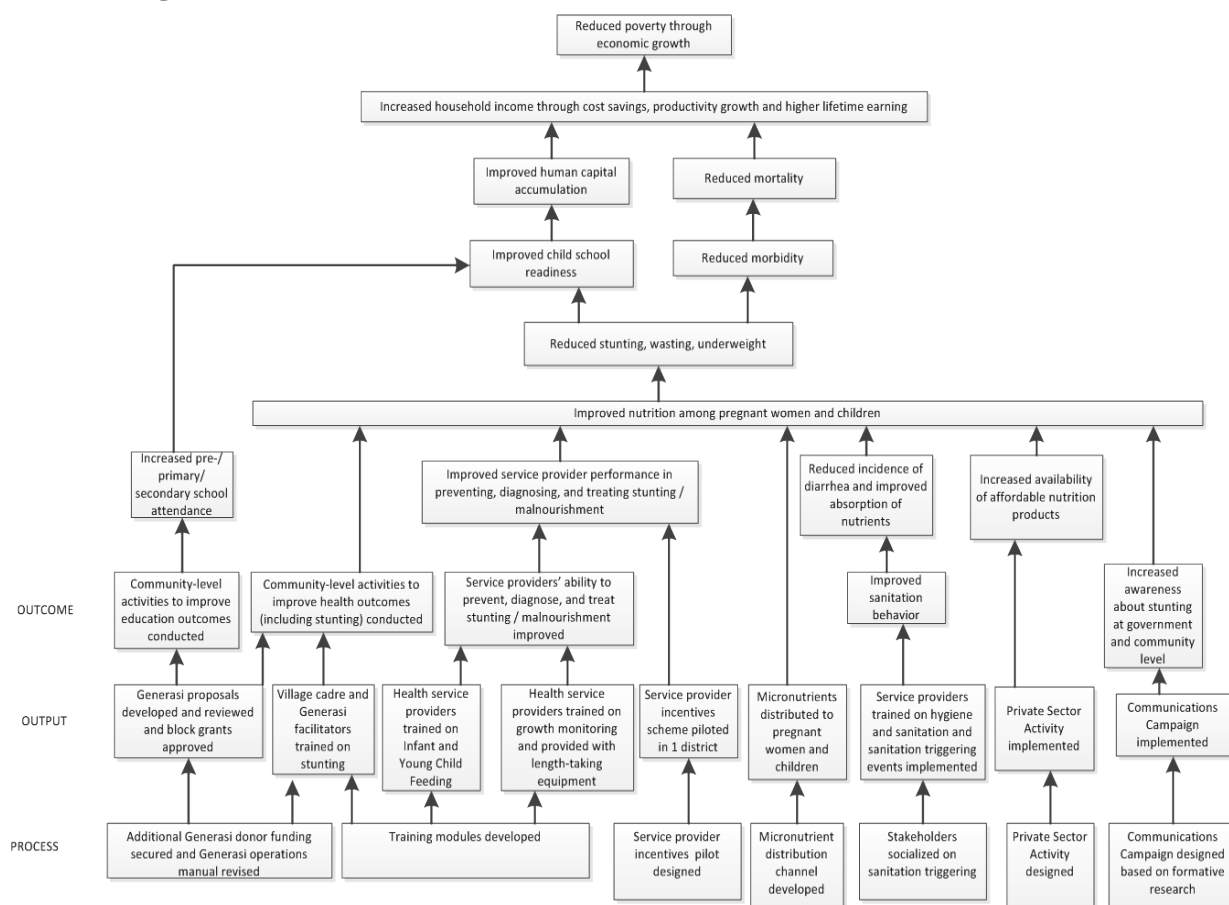 Reduced poverty through
economic growth
Increased household income through cost savings, productivity growth and higher lifetime earning
Improved human capital
accumulation
Reduced mortality
Improved child school
readiness
Reduced morbidity
Reduced stunting, wasting, underweight
Improved nutrition among pregnant women and children
Increased pre-/
primary/
secondary school
attendance
Improved service provider performance in
preventing, diagnosing, and treating stunting /
malnourishment
Reduced incidence of
diarrhea and improved
absorption of
nutrients
Increased availability
of affordable nutrition
products
OUTCOME
Community-level
activities to improve
education outcomes
conducted
Community-level activities to
improve health outcomes
(including stunting) conducted
Service providers' ability to
prevent, diagnose, and treat
stunting / malnourishment
improved
Improved
sanitation
behavior
Increased
awareness
about stunting
at government
and community
level
OUTPUT
Generasi proposals
developed and reviewed
and block grants
approved
Village cadre and
Generasi
facilitators
trained on
stunting
Health service
providers
trained on
Infant and
Young Child
Feeding
Health service
providers trained on
growth monitoring
and provided with
length-taking
equipment
Service provider
incentives
scheme piloted
in 1 district
Micronutrients
distributed to
pregnant
women and
children
Service providers
trained on hygiene
and sanitation and
sanitation triggering
events implemented
Private Sector
Activity
implemented
Communications
Campaign
implemented
PROCESS
Additional Generasi donor funding
secured and Generasi operations
manual revised
Training modules developed
Service provider
incentives pilot
designed
Micronutrient
distribution
channel
developed
Stakeholders
socialized on
sanitation triggering
Private Sector
Activity
designed
Communications
Campaign designed
based on formative
research